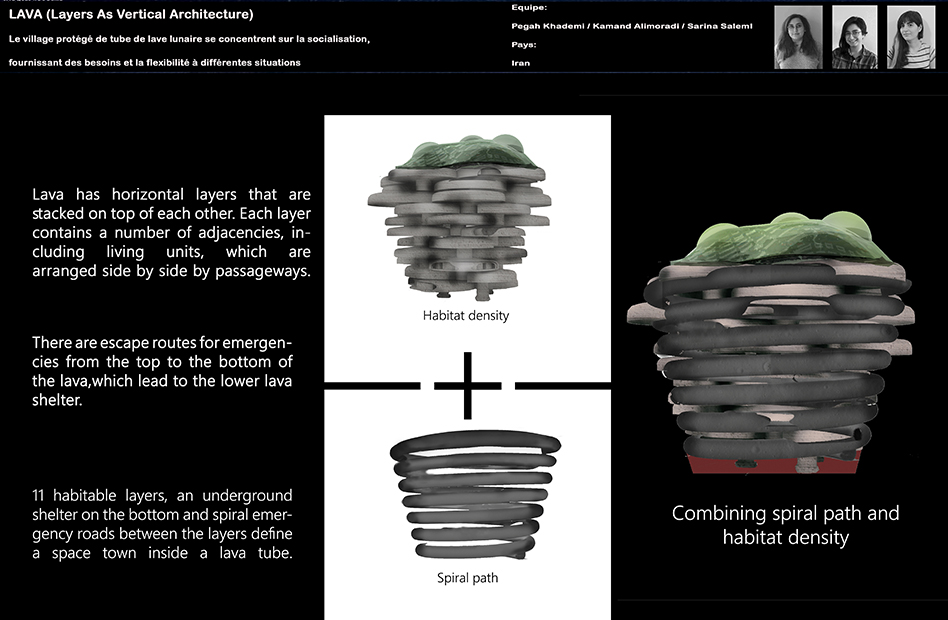 LAVA (Layers As Vertical Architecture)
Le village protégé de tube de lave lunaire se concentrent sur la socialisation,
fournissant des besoins et la flexibilité à différentes situations
Equipe:
Pegah Khademi / Kamand Alimoradi / Sarina Salemi
Pays:
Iran
Lava has horizontal layers that are
stacked on top of each other. Each layer
contains a number of adjacencies, in-
cluding living units, which are
arranged side by side by passageways.
There are escape routes for emergen-
cies from the top to the bottom of
the lava,which lead to the lower lava
shelter.
11 habitable layers, an underground
shelter on the bottom and spiral emer-
gency roads between the layers define
a space town inside a lava tube.
Habitat density
Spiral path
Combining spiral path and
habitat density